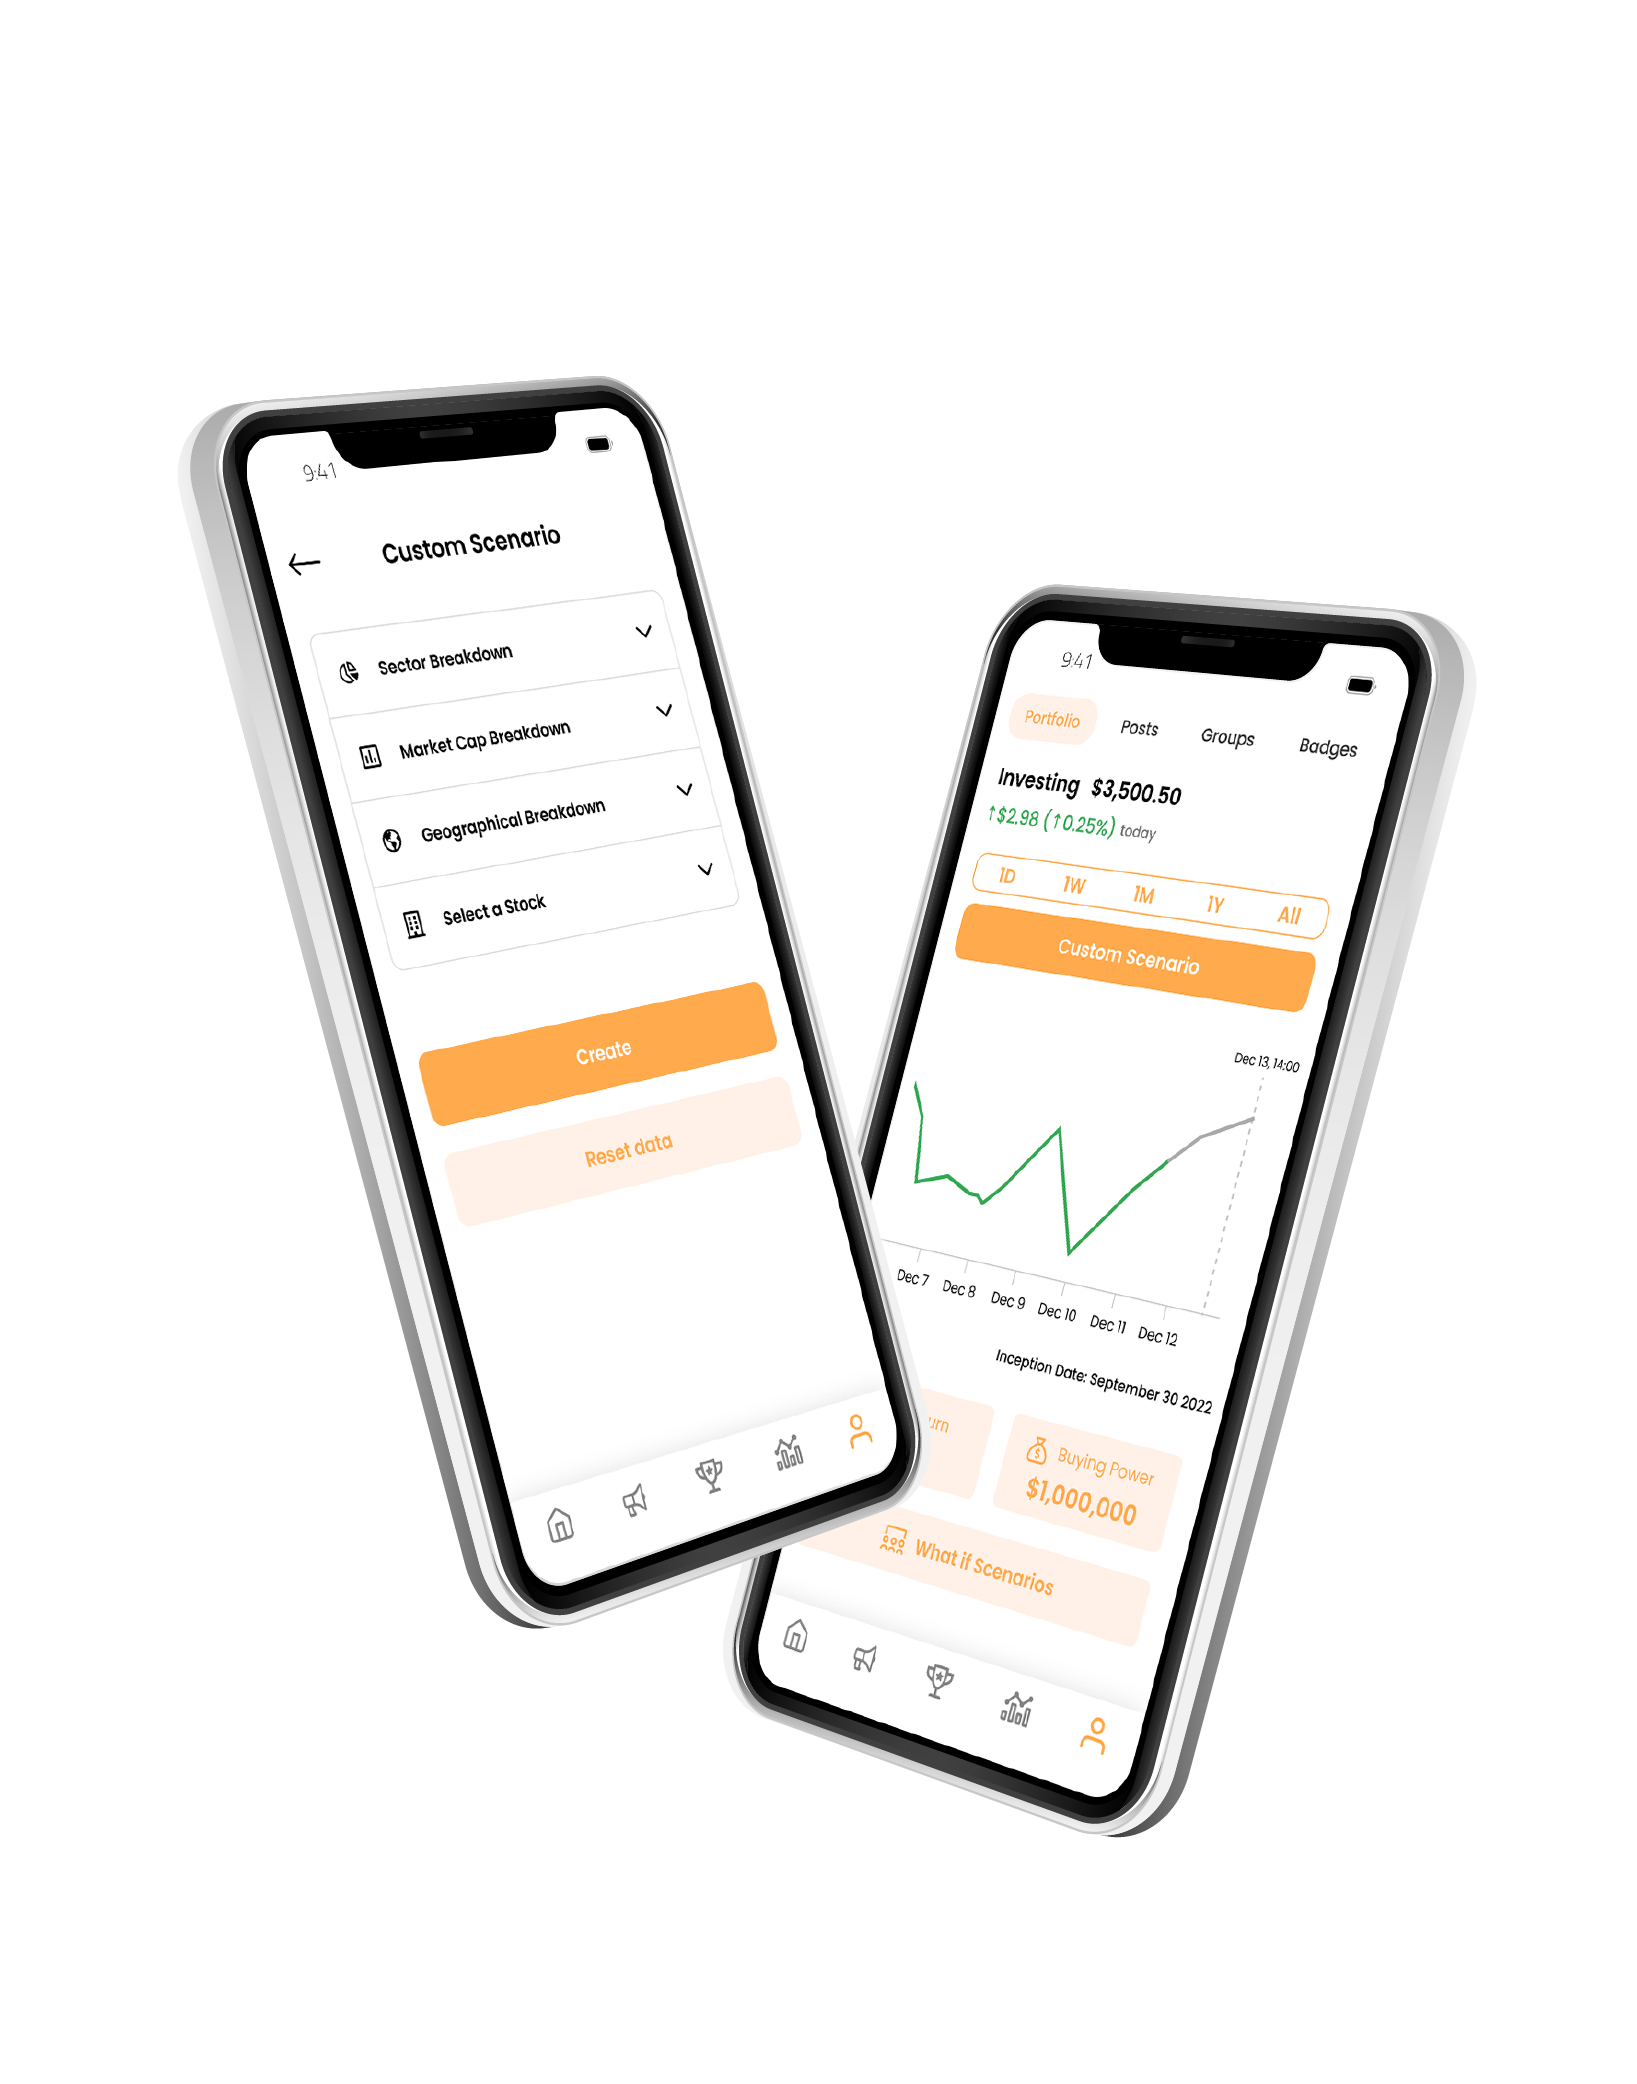 9:41
Custom Scenario
Sector Breakdown
Market Cap Breakdown
Geographical Breakdown
Select a Stock
Create
Reset data
9:41
Portfolio Posts Groups Badges
Investing $3,500.50
↑$2.98 (↑0.25%) today
1D 1W 1M 1Y All
Custom Scenario
Dec 13, 14:00
Dec 7 Dec 8 Dec 9 Dec 10 Dec 11 Dec 12
Inception Date: September 30 2022
Buying Power
$1,000,000
What if Scenarios